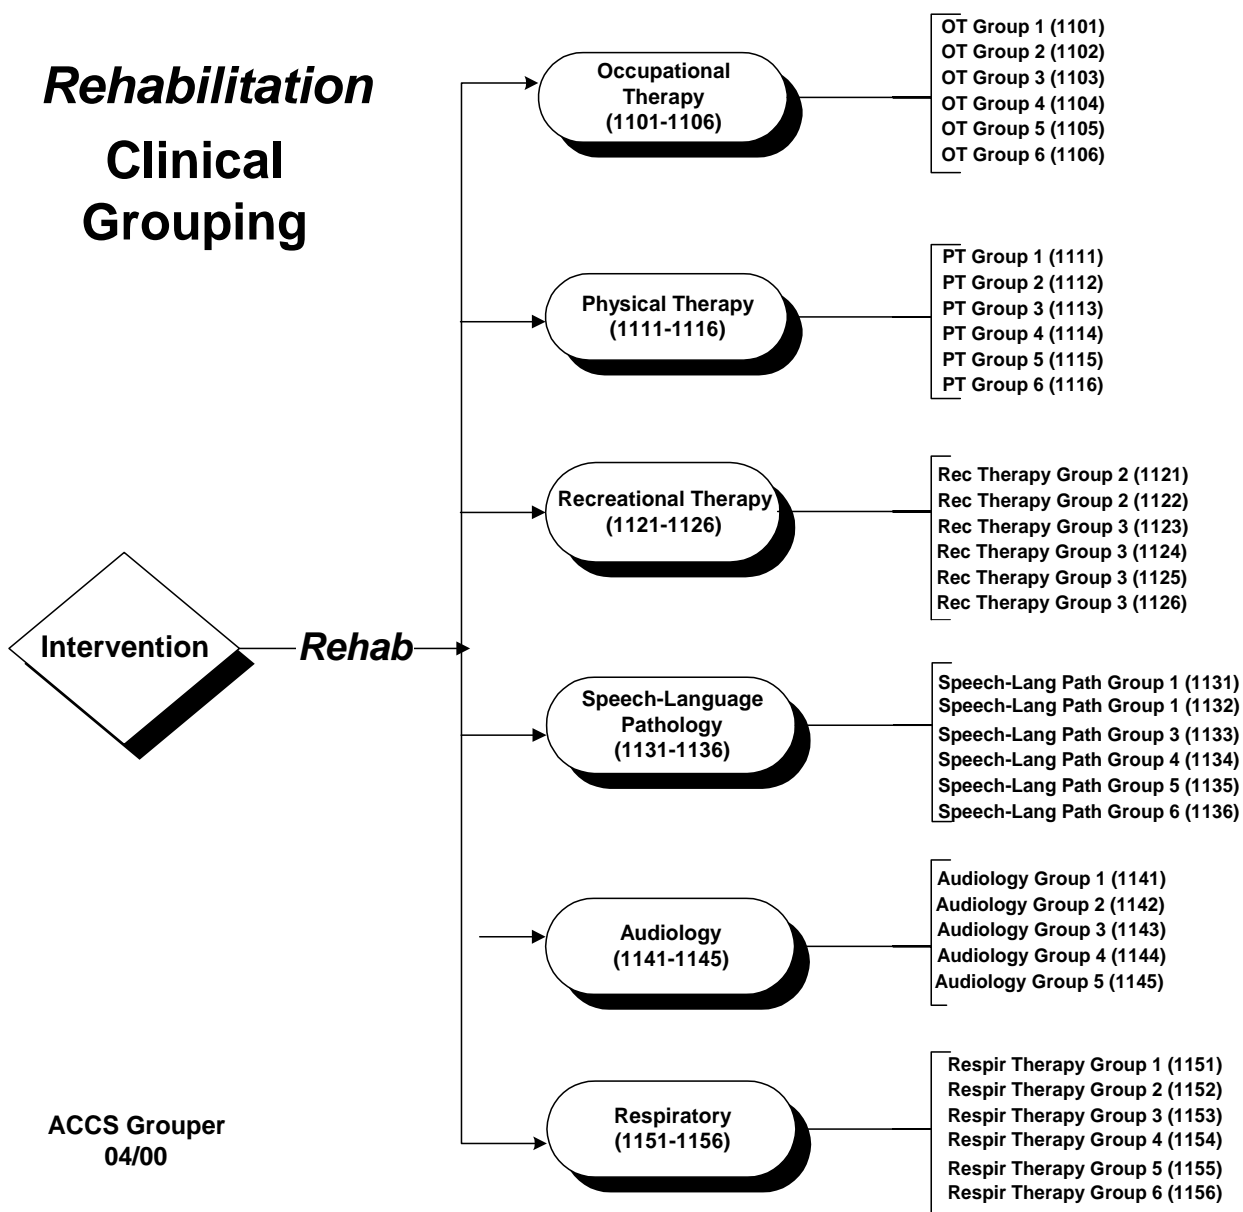 Rehabilitation
Clinical
Grouping
Intervention
Rehab
Occupational
Therapy
(1101-1106)
OT Group 1 (1101)
OT Group 2 (1102)
OT Group 3 (1103)
OT Group 4 (1104)
OT Group 5 (1105)
OT Group 6 (1106)
Physical Therapy
(1111-1116)
PT Group 1 (1111)
PT Group 2 (1112)
PT Group 3 (1113)
PT Group 4 (1114)
PT Group 5 (1115)
PT Group 6 (1116)
Recreational Therapy
(1121-1126)
Rec Therapy Group 2 (1121)
Rec Therapy Group 2 (1122)
Rec Therapy Group 3 (1123)
Rec Therapy Group 3 (1124)
Rec Therapy Group 3 (1125)
Rec Therapy Group 3 (1126)
Speech-Language
Pathology
(1131-1136)
Speech-Lang Path Group 1 (1131)
Speech-Lang Path Group 1 (1132)
Speech-Lang Path Group 3 (1133)
Speech-Lang Path Group 4 (1134)
Speech-Lang Path Group 5 (1135)
Speech-Lang Path Group 6 (1136)
Audiology
(1141-1145)
Audiology Group 1 (1141)
Audiology Group 2 (1142)
Audiology Group 3 (1143)
Audiology Group 4 (1144)
Audiology Group 5 (1145)
Respiratory
(1151-1156)
Respir Therapy Group 1 (1151)
Respir Therapy Group 2 (1152)
Respir Therapy Group 3 (1153)
Respir Therapy Group 4 (1154)
Respir Therapy Group 5 (1155)
Respir Therapy Group 6 (1156)
ACCS Grouper
04/00